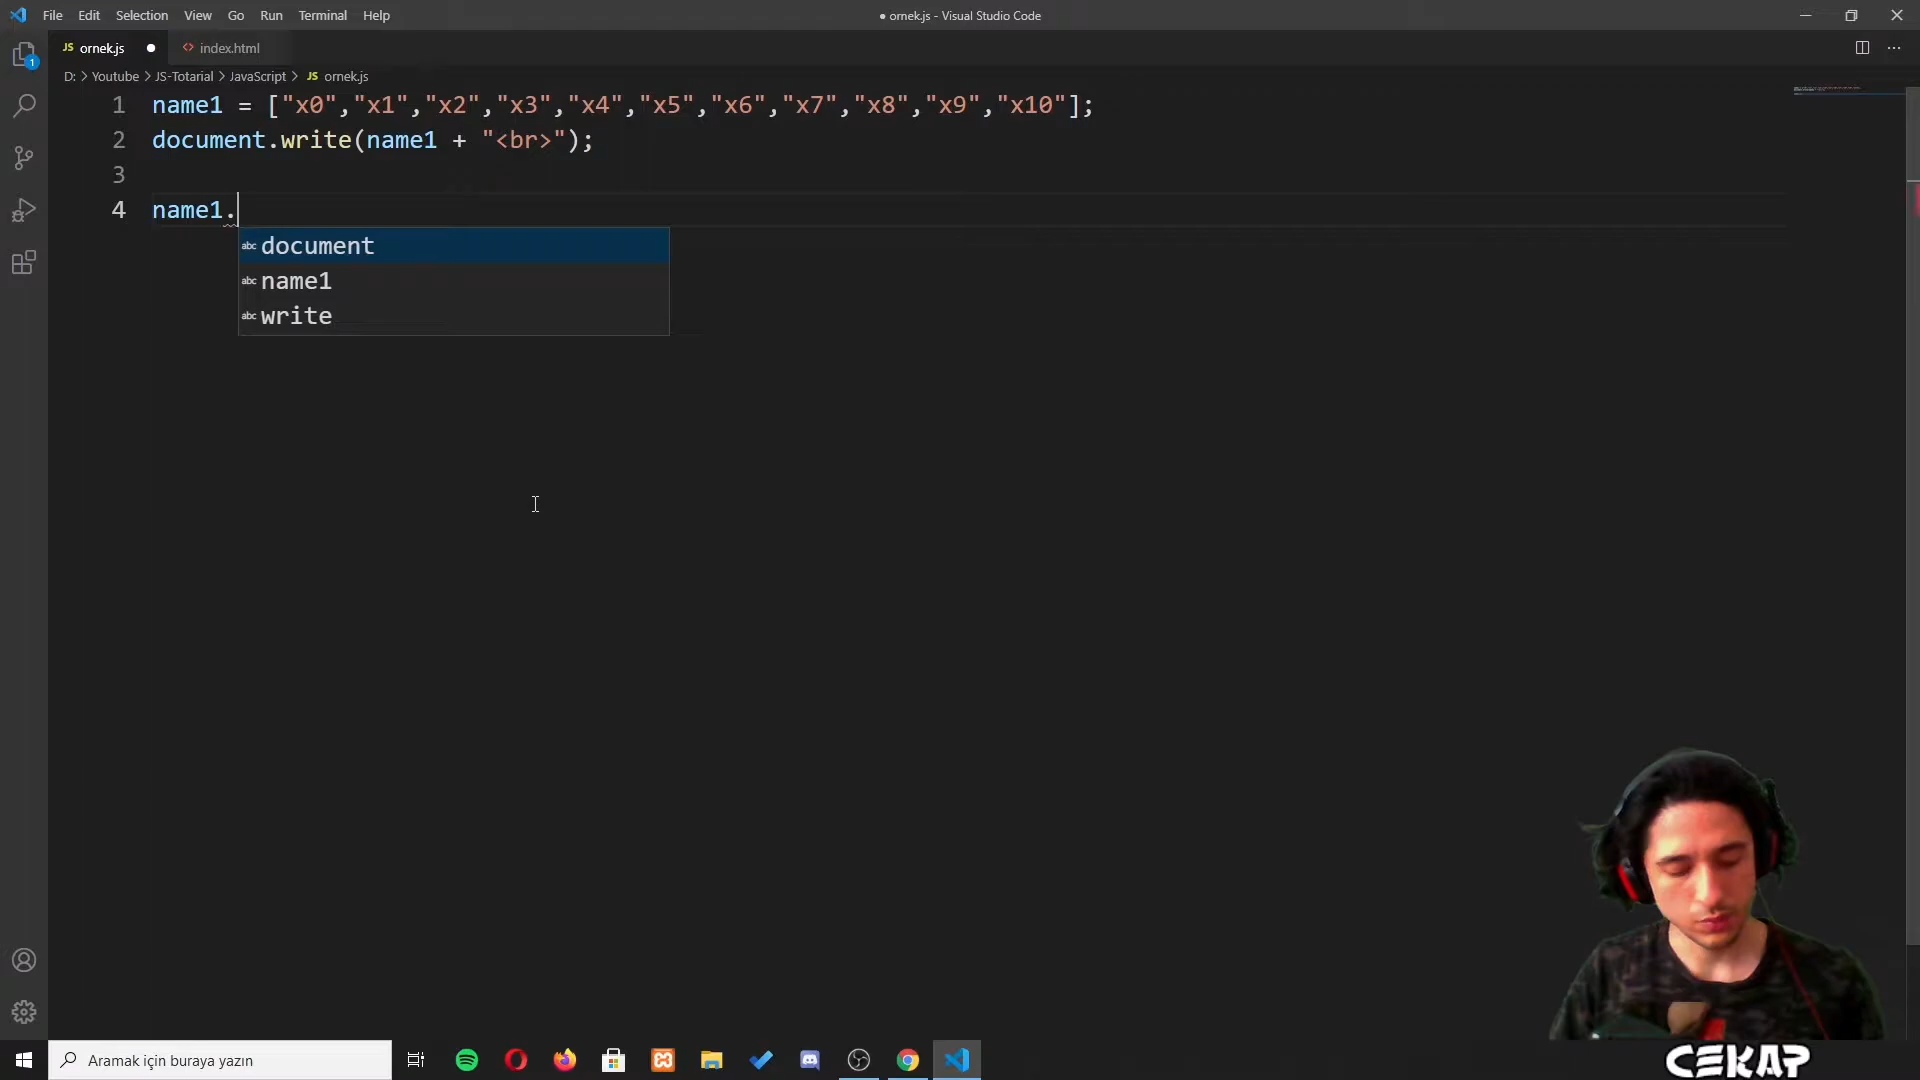 File Edit Selection View Go Run Terminal Help
● ornek.js - Visual Studio Code
JS ornek.js ● <> index.html
D: > Youtube > JS-Totarial > JavaScript > JS ornek.js
1 name1 = ["x0","x1","x2","x3","x4","x5","x6","x7","x8","x9","x10"];
2 document.write(name1 + "<br>");
3
4 name1.
abc document
abc name1
abc write
1
Aramak için buraya yazın
CEKAP